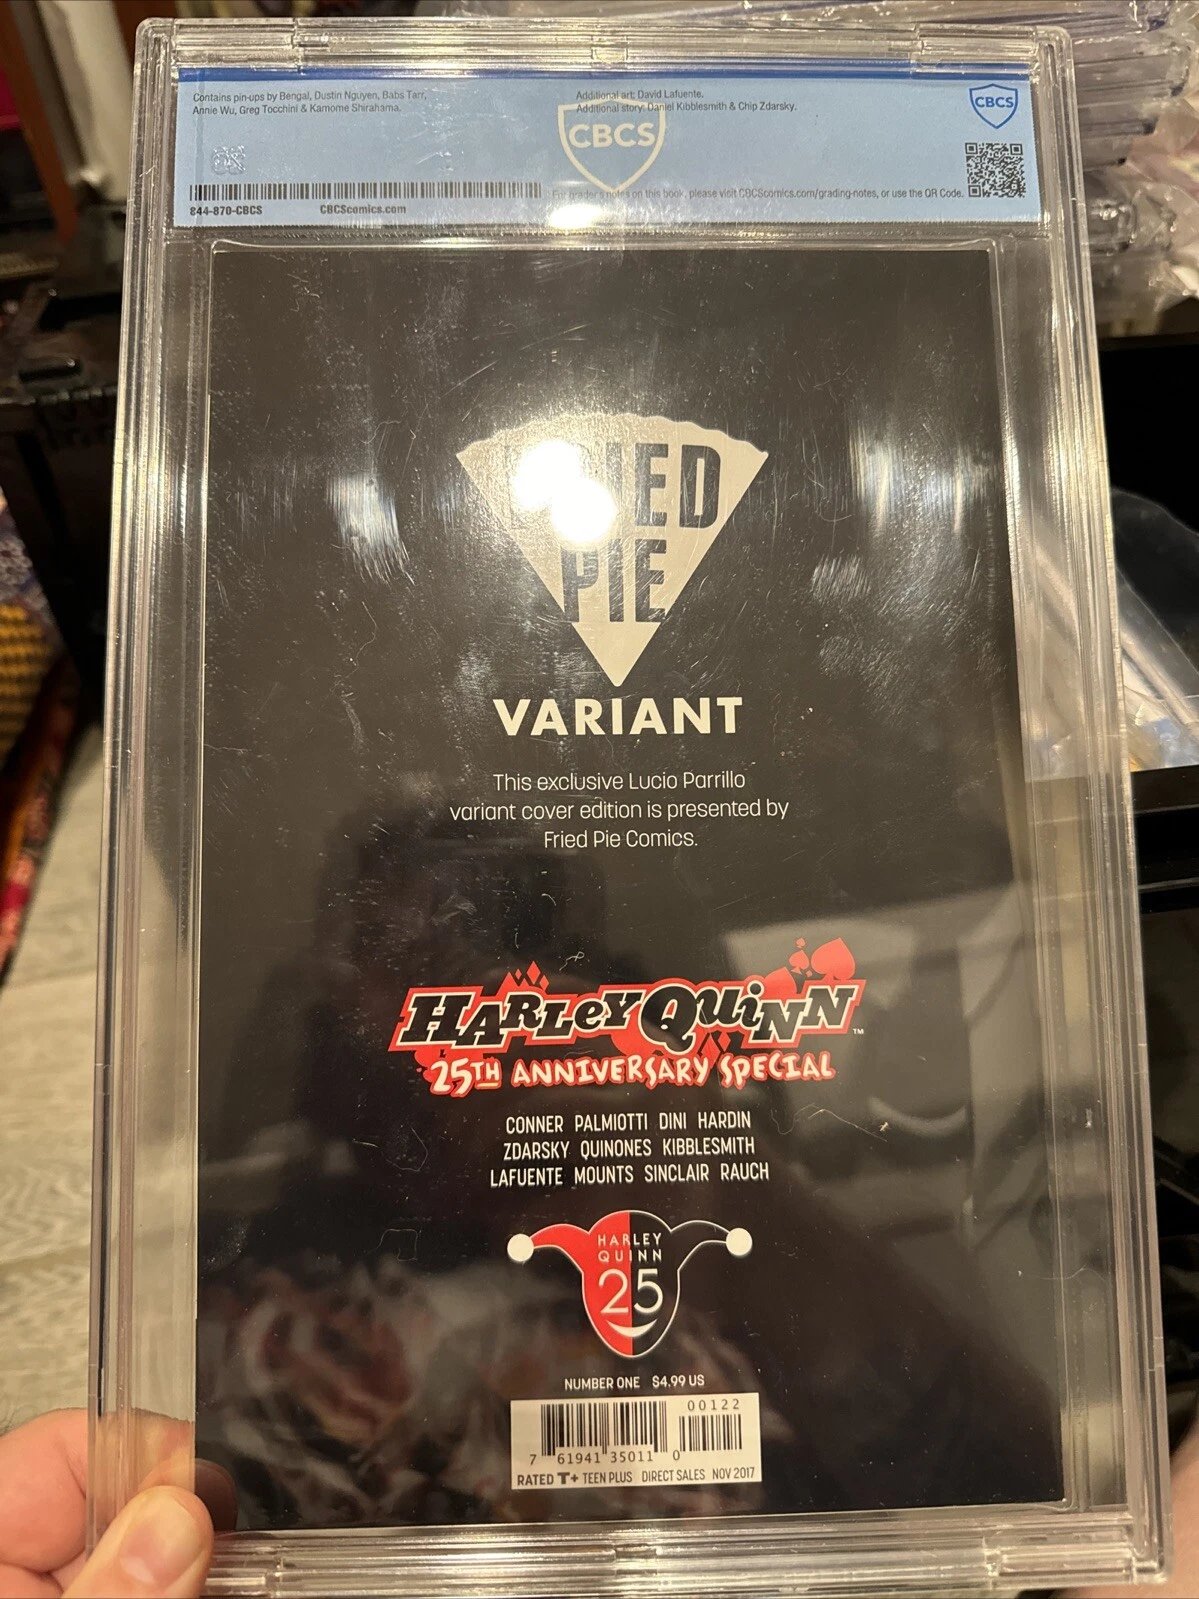 Contains pin-ups by Bengal, Dustin Nguyen, Babs Tarr,
Annie Wu, Greg Tocchini & Kamome Shirahama.
Additional art: David Lafuente.
Additional story: Daniel Kibblesmith & Chip Zdarsky.
CBCS
CBCS
For grader's notes on this book, please visit CBCScomics.com/grading-notes, or use the QR Code.
844-870-CBCS CBCScomics.com
FRIED
PIE
VARIANT
This exclusive Lucio Parrillo
variant cover edition is presented by
Fried Pie Comics.
HARLEY QUINN™
25TH ANNIVERSARY SPECIAL
CONNER PALMIOTTI DINI HARDIN
ZDARSKY QUINONES KIBBLESMITH
LAFUENTE MOUNTS SINCLAIR RAUCH
HARLEY
QUINN
25
NUMBER ONE $4.99 US
00122
7 61941 35011 0
RATED T+ TEEN PLUS DIRECT SALES NOV 2017